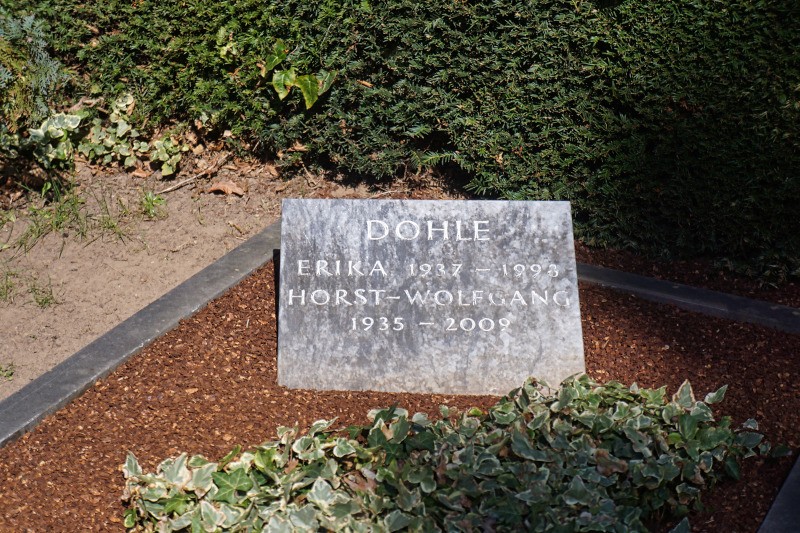 DOHLE
ERIKA 1937 – 1993
HORST–WOLFGANG
1935 – 2009